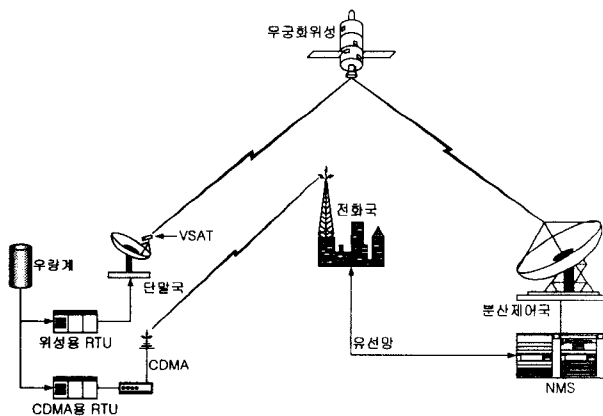 무궁화위성
전화국
VSAT
우량계
단말국
분산제어국
위성용 RTU
유선망
CDMA
NMS
CDMA용 RTU